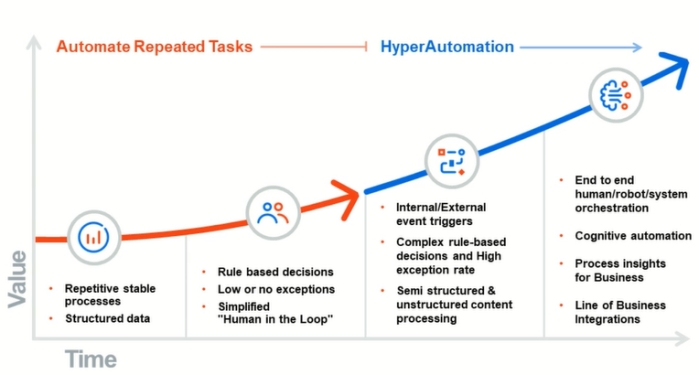 Automate Repeated Tasks
HyperAutomation
Value
Repetitive stable
processes
Structured data
Rule based decisions
Low or no exceptions
Simplified
"Human in the Loop"
Internal/External
event triggers
Complex rule-based
decisions and High
exception rate
Semi structured &
unstructured content
processing
End to end
human/robot/system
orchestration
Cognitive automation
Process insights
for Business
Line of Business
Integrations
Time